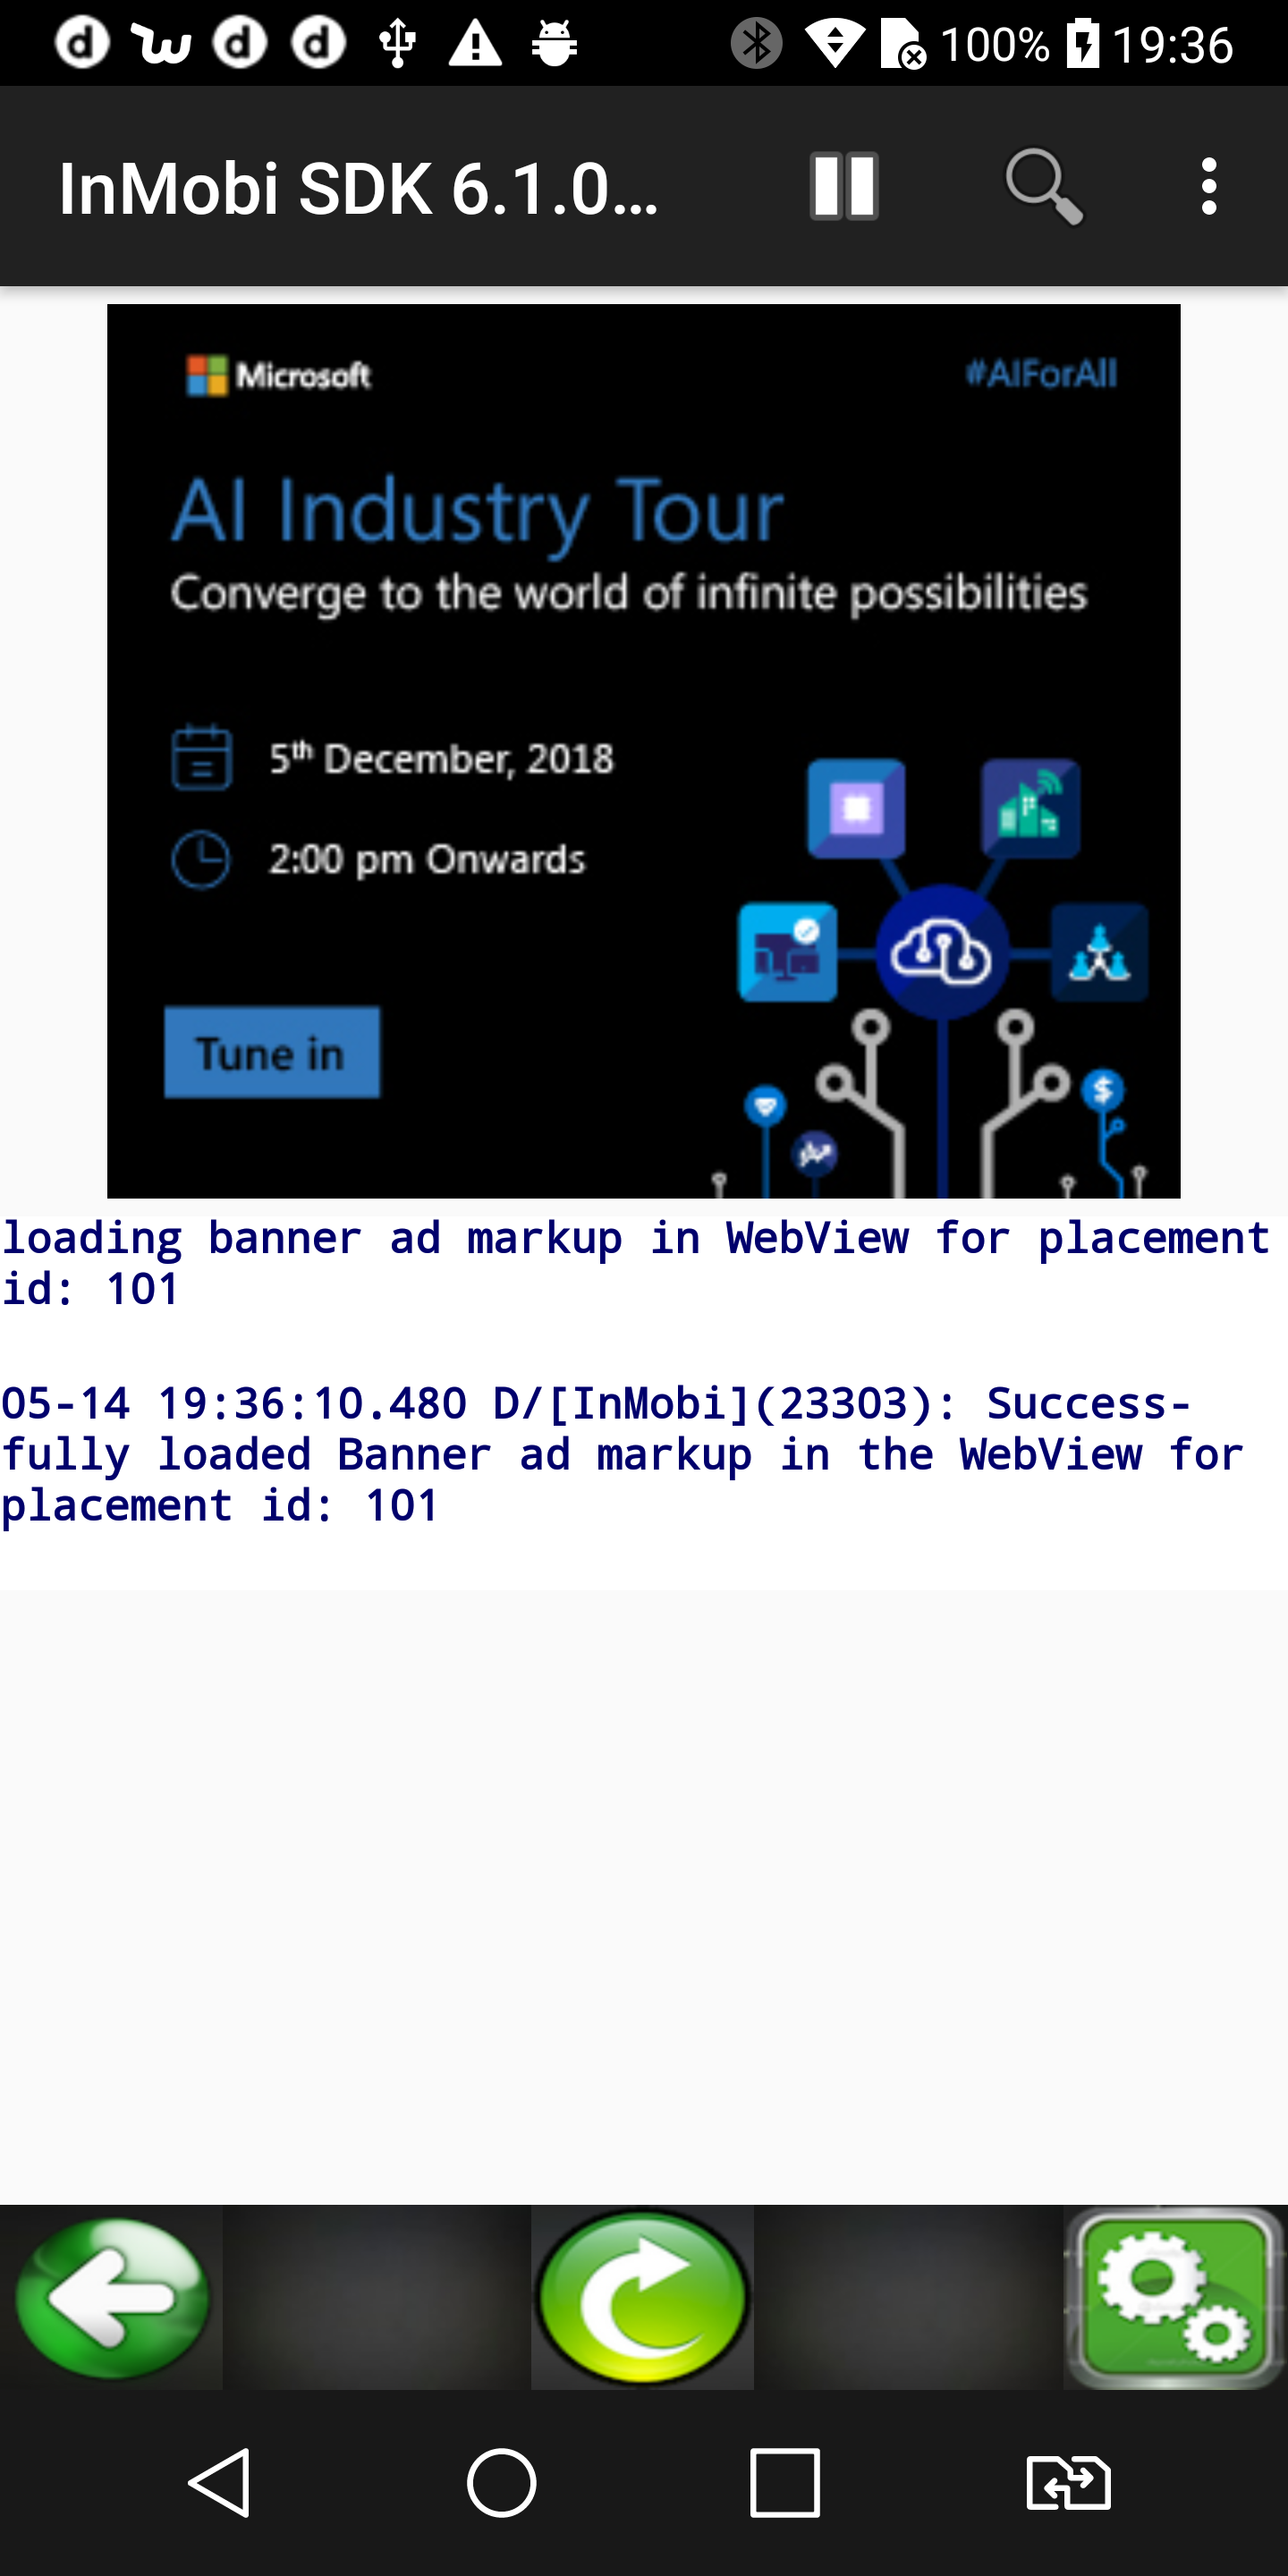 100% 19:36
InMobi SDK 6.1.0...
Microsoft
#AIForAll
AI Industry Tour
Converge to the world of infinite possibilities
5th December, 2018
2:00 pm Onwards
Tune in
loading banner ad markup in WebView for placement
id: 101
05-14 19:36:10.480 D/[InMobi](23303): Success-
fully loaded Banner ad markup in the WebView for
placement id: 101